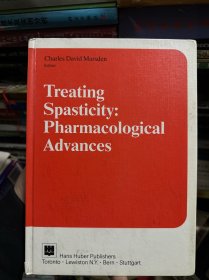 Charles David Marsden
Editor
Treating
Spasticity:
Pharmacological
Advances
Hans Huber Publishers
Toronto · Lewiston N.Y. · Bern · Stuttgart